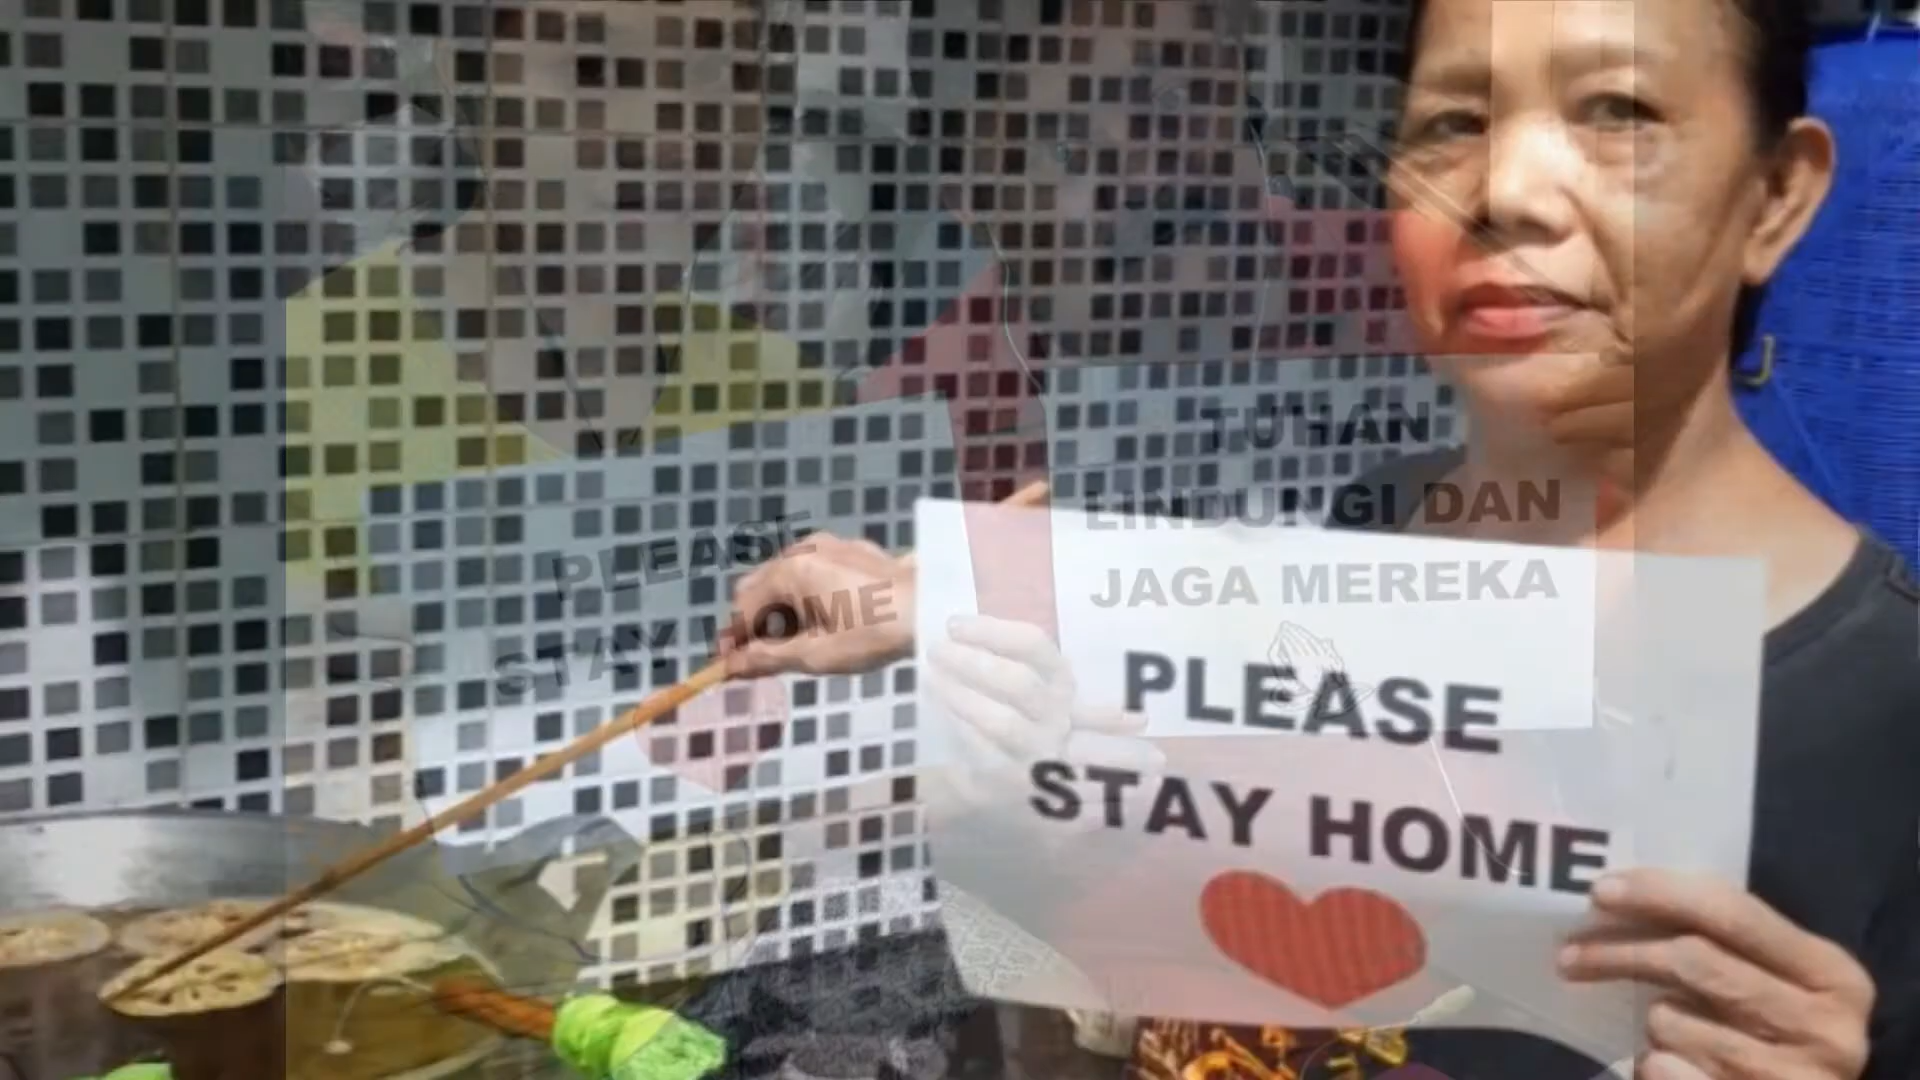 PLEASE
STAY HOME
TUHAN
LINDUNGI DAN
JAGA MEREKA
PLEASE
STAY HOME